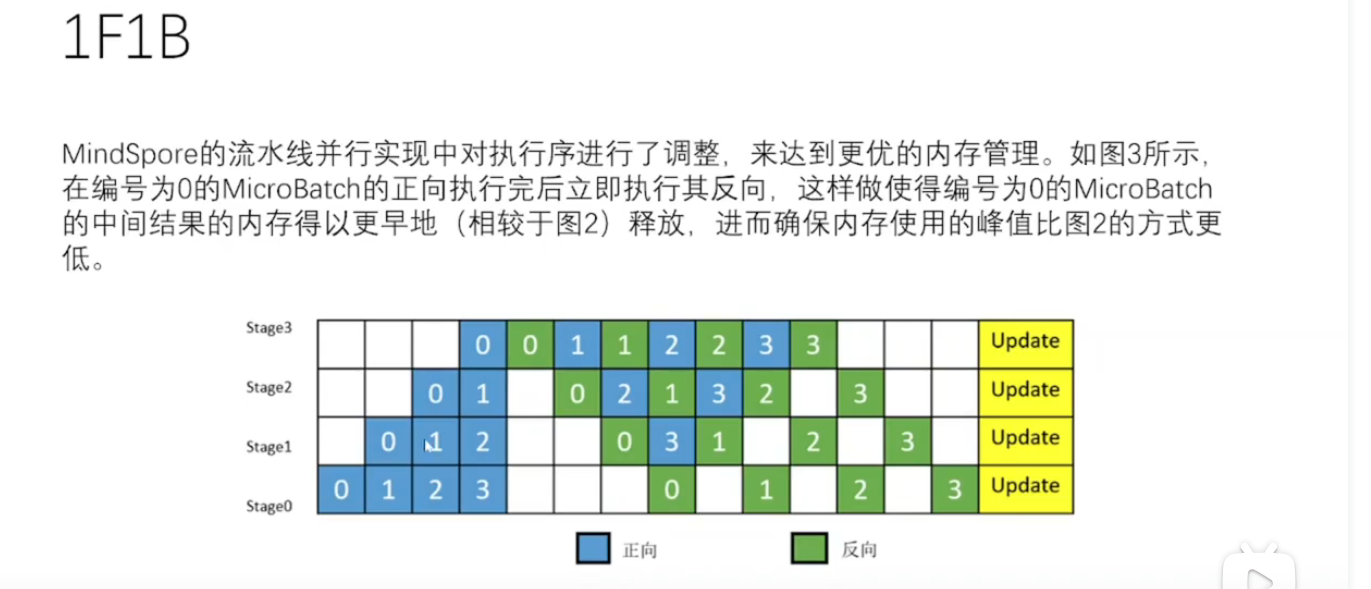 1F1B
MindSpore的流水线并行实现中对执行序进行了调整，来达到更优的内存管理。如图3所示，
在编号为0的MicroBatch的正向执行完后立即执行其反向，这样做使得编号为0的MicroBatch
的中间结果的内存得以更早地（相较于图2）释放，进而确保内存使用的峰值比图2的方式更
低。
Stage3 0 0 1 1 2 2 3 3 Update
Stage2 0 1 0 2 1 3 2 3 Update
Stage1 0 1 2 0 3 1 2 3 Update
Stage0 0 1 2 3 0 1 2 3 Update
正向 反向